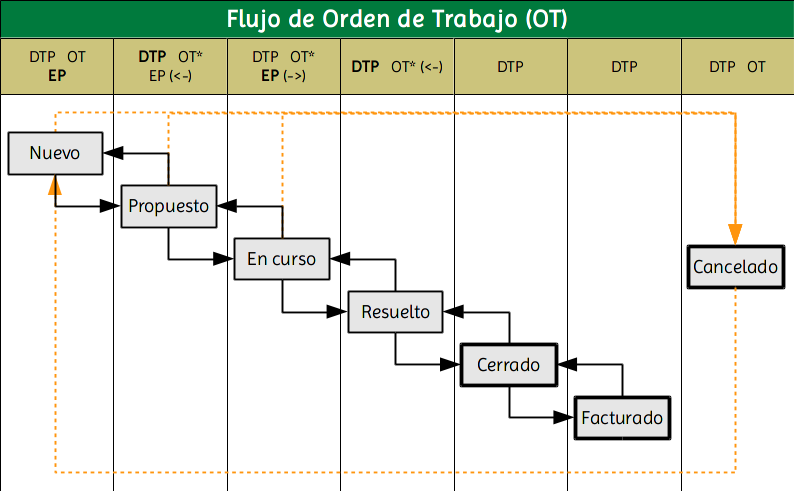 Flujo de Orden de Trabajo (OT)
DTP OT
EP
DTP OT*
EP (<-)
DTP OT*
EP (->)
DTP OT* (<-)
DTP
DTP
DTP OT
Nuevo
Propuesto
En curso
Cancelado
Resuelto
Cerrado
Facturado